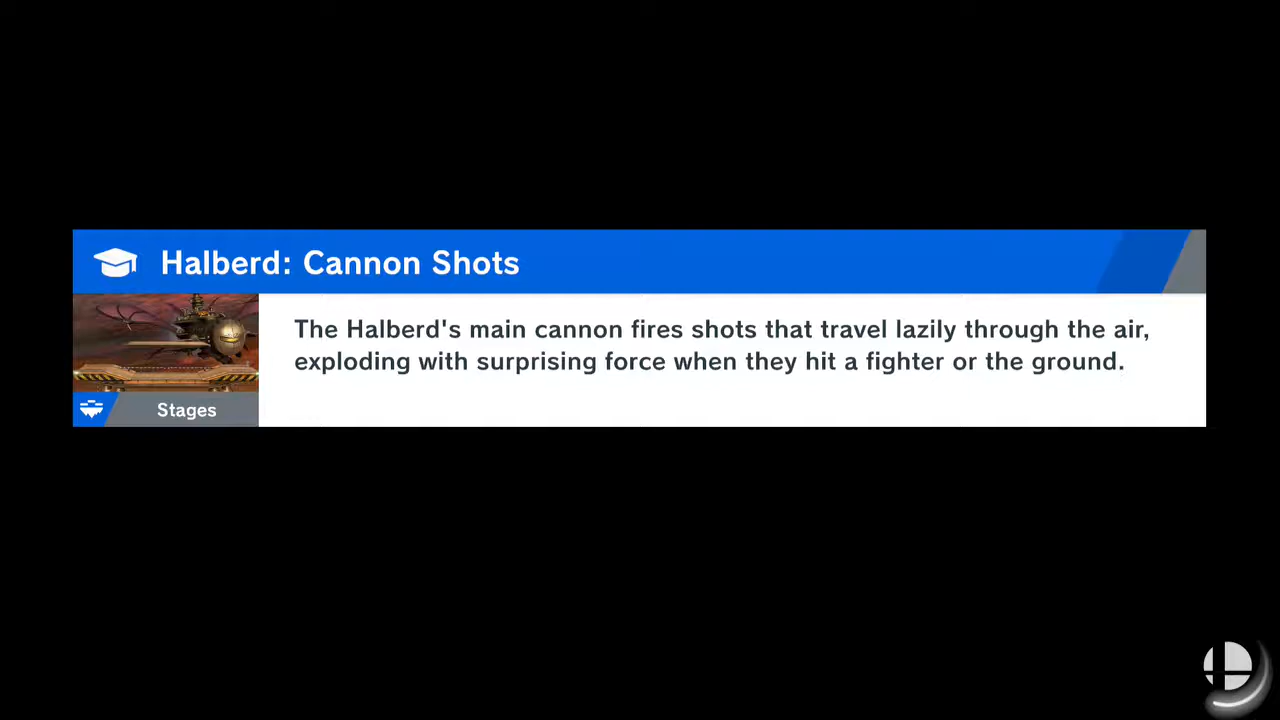 Halberd: Cannon Shots
The Halberd's main cannon fires shots that travel lazily through the air,
exploding with surprising force when they hit a fighter or the ground.
Stages